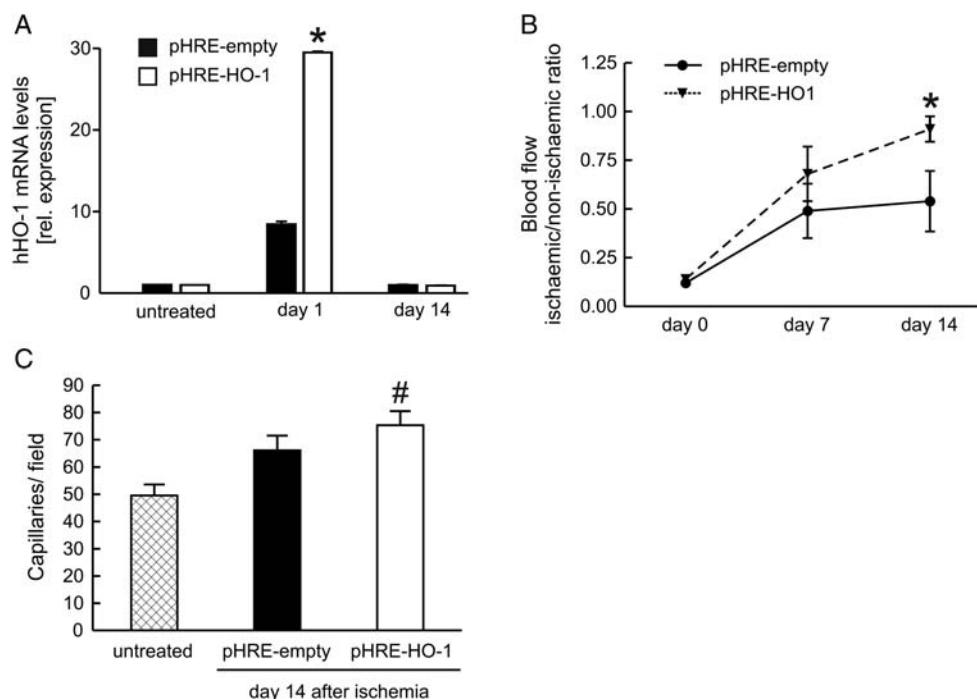 A
pHRE-empty
pHRE-HO-1
hHO-1 mRNA levels
[rel. expression]
30
20
10
0
*
untreated
day 1
day 14
B
pHRE-empty
pHRE-HO1
Blood flow
ischaemic/non-ischaemic ratio
1.25
1.00
0.75
0.50
0.25
0.00
*
day 0
day 7
day 14
C
Capillaries/ field
90
80
70
60
50
40
30
20
10
0
#
untreated
pHRE-empty
pHRE-HO-1
day 14 after ischemia